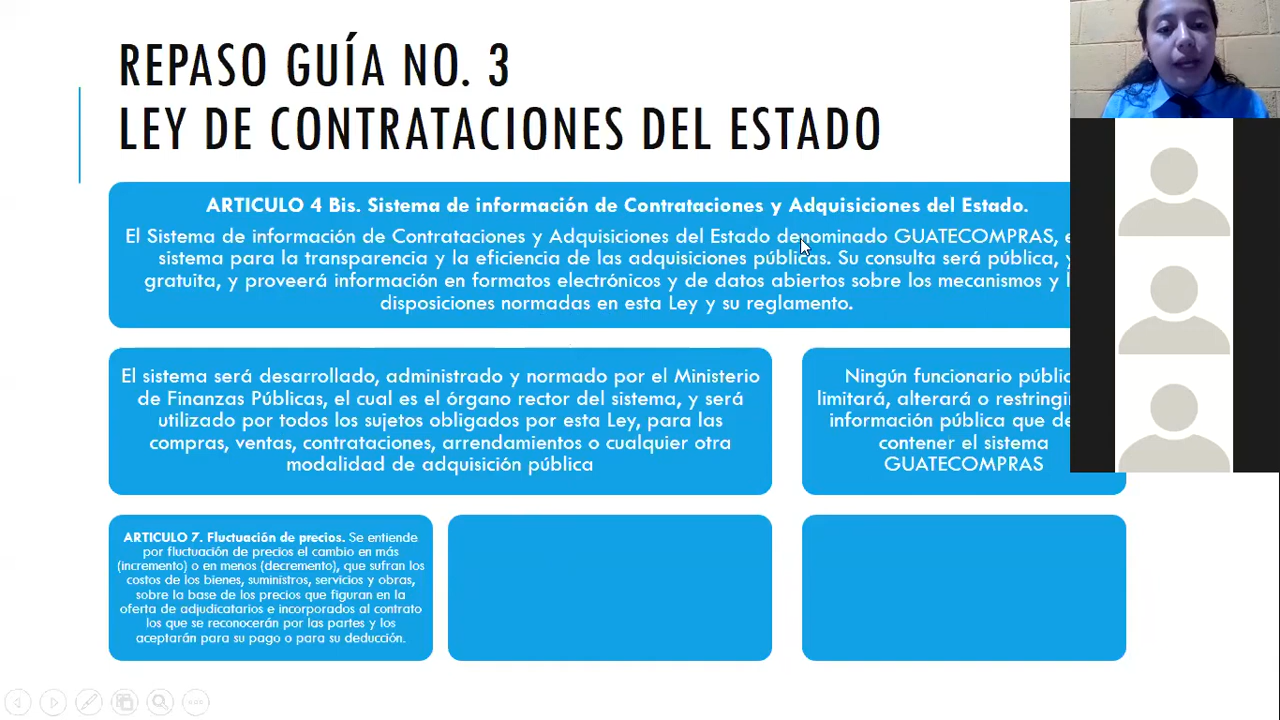 REPASO GUÍA NO. 3
LEY DE CONTRATACIONES DEL ESTADO
ARTICULO 4 Bis. Sistema de información de Contrataciones y Adquisiciones del Estado.
El Sistema de información de Contrataciones y Adquisiciones del Estado denominado GUATECOMPRAS,
sistema para la transparencia y la eficiencia de las adquisiciones públicas. Su consulta será pública,
gratuita, y proveerá información en formatos electrónicos y de datos abiertos sobre los mecanismos y
disposiciones normadas en esta Ley y su reglamento.
El sistema será desarrollado, administrado y normado por el Ministerio
de Finanzas Públicas, el cual es el órgano rector del sistema, y será
utilizado por todos los sujetos obligados por esta Ley, para las
compras, ventas, contrataciones, arrendamientos o cualquier otra
modalidad de adquisición pública
Ningún funcionario
limitará, alterará o
información pública que
contener el sistema
GUATECOMPRAS
ARTICULO 7. Fluctuación de precios. Se entiende
por fluctuación de precios el cambio en más
(incremento) o en menos (decremento), que sufran los
costos de los bienes, suministros, servicios y obras,
sobre la base de los precios que figuran en la
oferta de adjudicatarios e incorporados al contrato
los que se reconocerán por las partes y los
aceptarán para su pago o para su deducción.